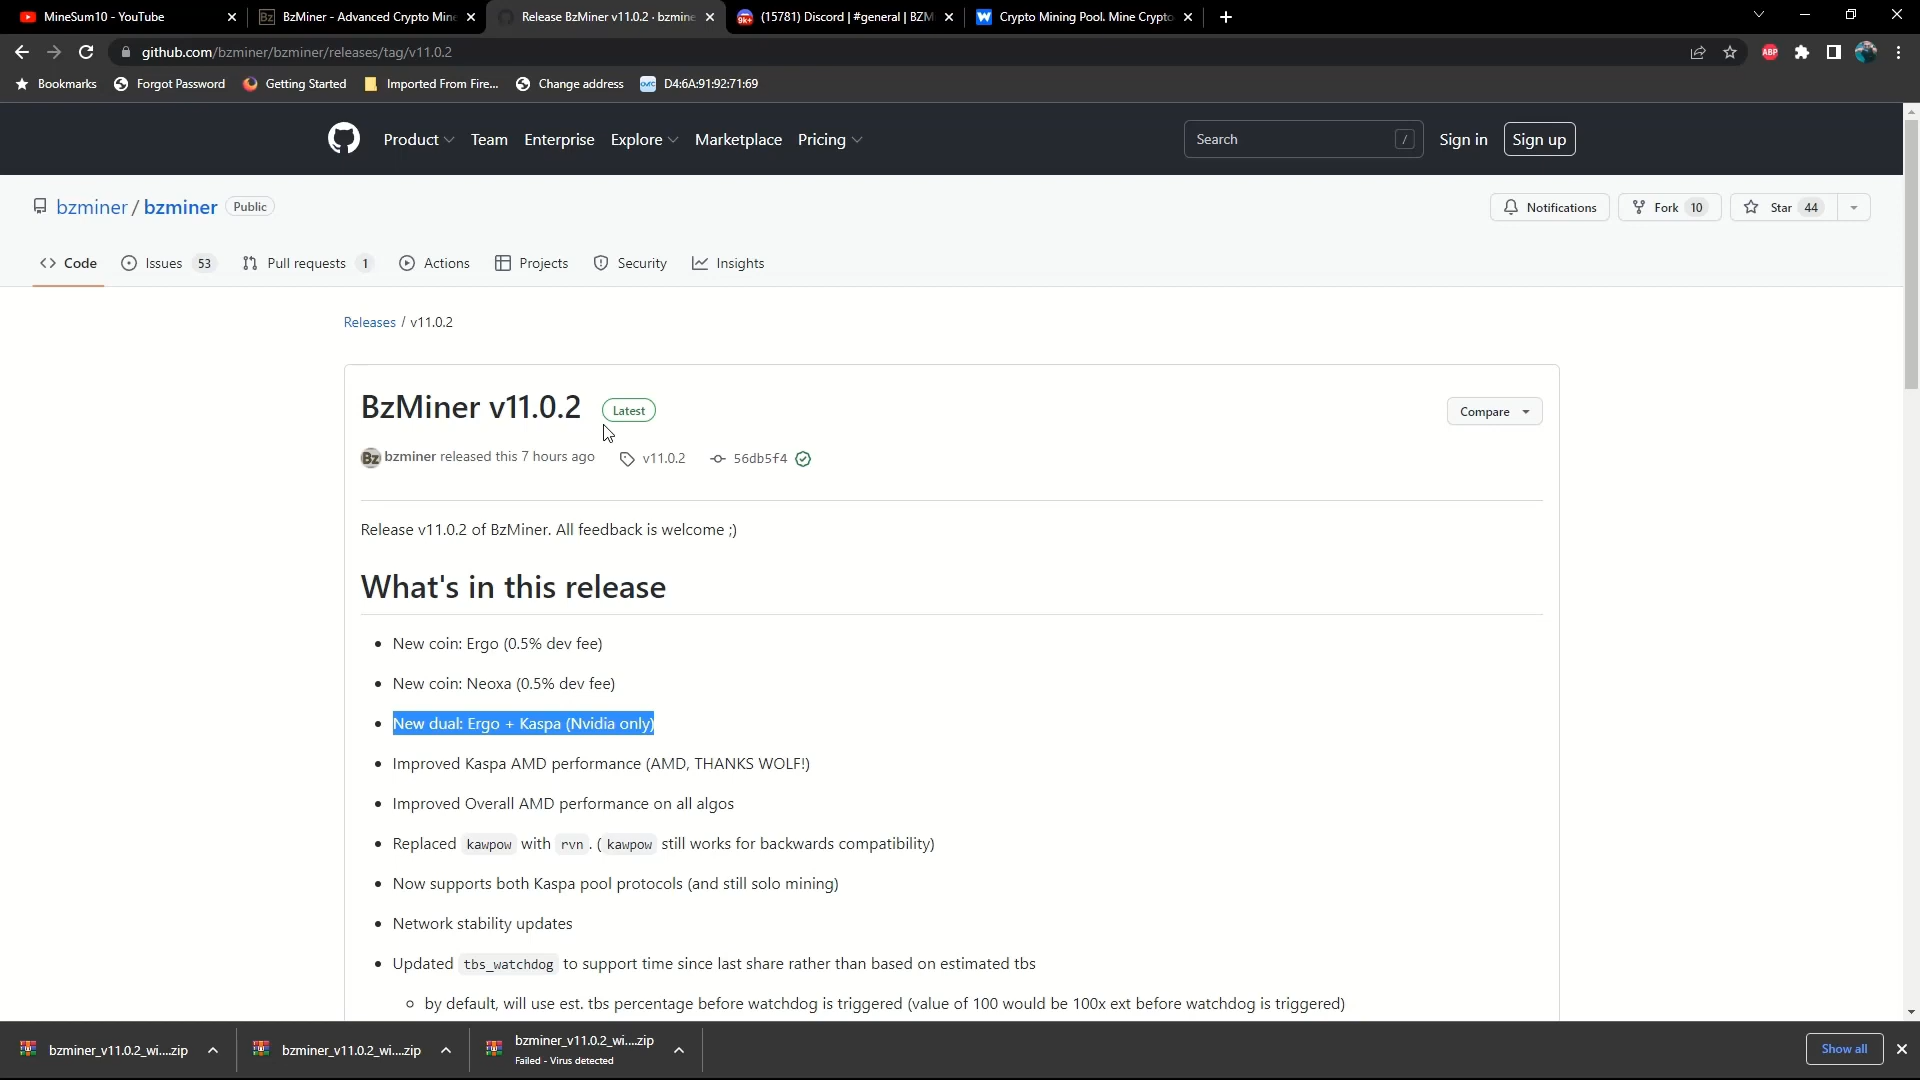 MineSum10 - YouTube
BzMiner - Advanced Crypto Mine
Release BzMiner v11.0.2 · bzmine
(15781) Discord | #general | BZM
Crypto Mining Pool. Mine Crypto
github.com/bzminer/bzminer/releases/tag/v11.0.2
ABP
Bookmarks
Forgot Password
Getting Started
Imported From Fire...
Change address
D4:6A:91:92:71:69
Product
Team
Enterprise
Explore
Marketplace
Pricing
Search
/
Sign in
Sign up
bzminer / bzminer
Public
Notifications
Fork 10
Star 44
Code
Issues 53
Pull requests 1
Actions
Projects
Security
Insights
Releases / v11.0.2
BzMiner v11.0.2
Latest
Compare
Bz bzminer released this 7 hours ago
v11.0.2
56db5f4
Release v11.0.2 of BzMiner. All feedback is welcome ;)
What's in this release
New coin: Ergo (0.5% dev fee)
New coin: Neoxa (0.5% dev fee)
New dual: Ergo + Kaspa (Nvidia only)
Improved Kaspa AMD performance (AMD, THANKS WOLF!)
Improved Overall AMD performance on all algos
Replaced kawpow with rvn . ( kawpow still works for backwards compatibility)
Now supports both Kaspa pool protocols (and still solo mining)
Network stability updates
Updated tbs_watchdog to support time since last share rather than based on estimated tbs
by default, will use est. tbs percentage before watchdog is triggered (value of 100 would be 100x ext before watchdog is triggered)
bzminer_v11.0.2_wi....zip
bzminer_v11.0.2_wi....zip
bzminer_v11.0.2_wi....zip
Failed - Virus detected
Show all